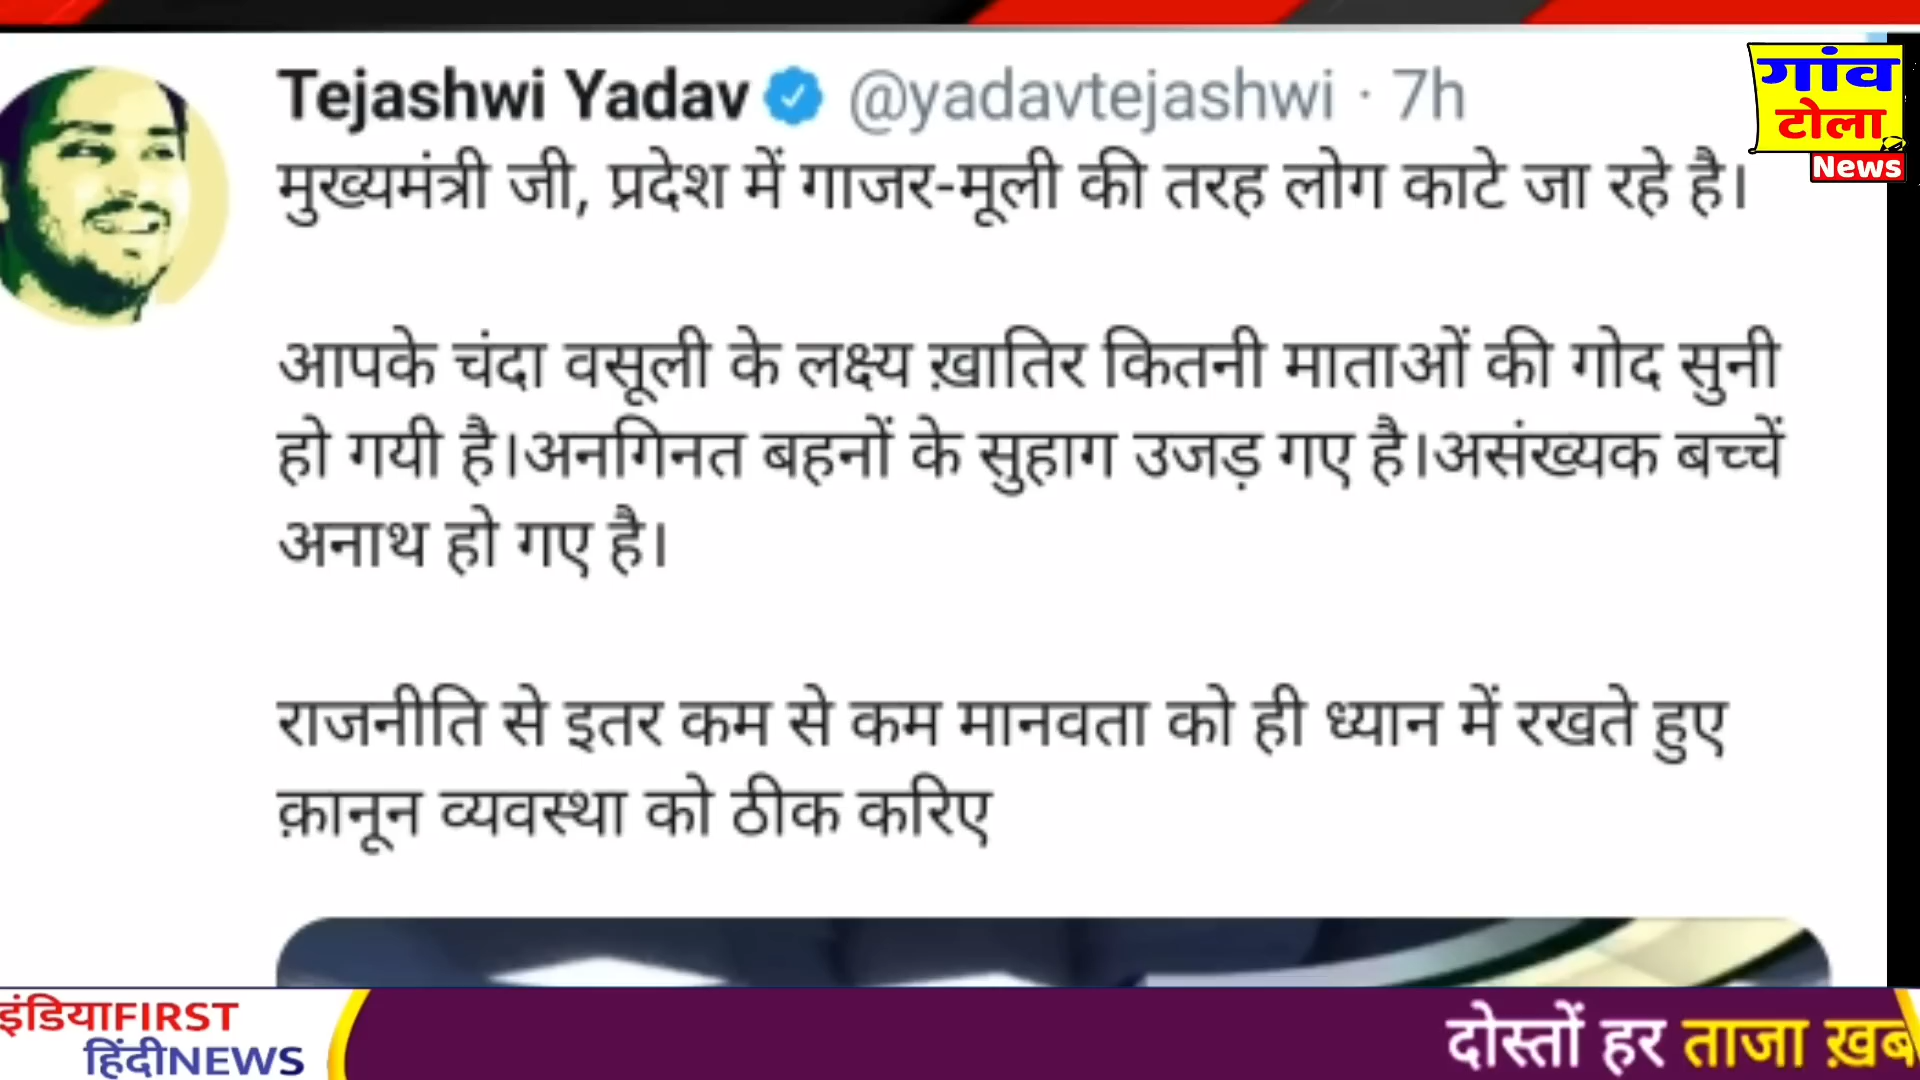 Tejashwi Yadav @yadavtejashwi · 7h
गांव
टोला
News
मुख्यमंत्री जी, प्रदेश में गाजर-मूली की तरह लोग काटे जा रहे है।
आपके चंदा वसूली के लक्ष्य ख़ातिर कितनी माताओं की गोद सुनी
हो गयी है।अनगिनत बहनों के सुहाग उजड़ गए है।असंख्यक बच्चें
अनाथ हो गए है।
राजनीति से इतर कम से कम मानवता को ही ध्यान में रखते हुए
क़ानून व्यवस्था को ठीक करिए
इंडियाFIRST
हिंदीNEWS
दोस्तों हर ताजा ख़ब